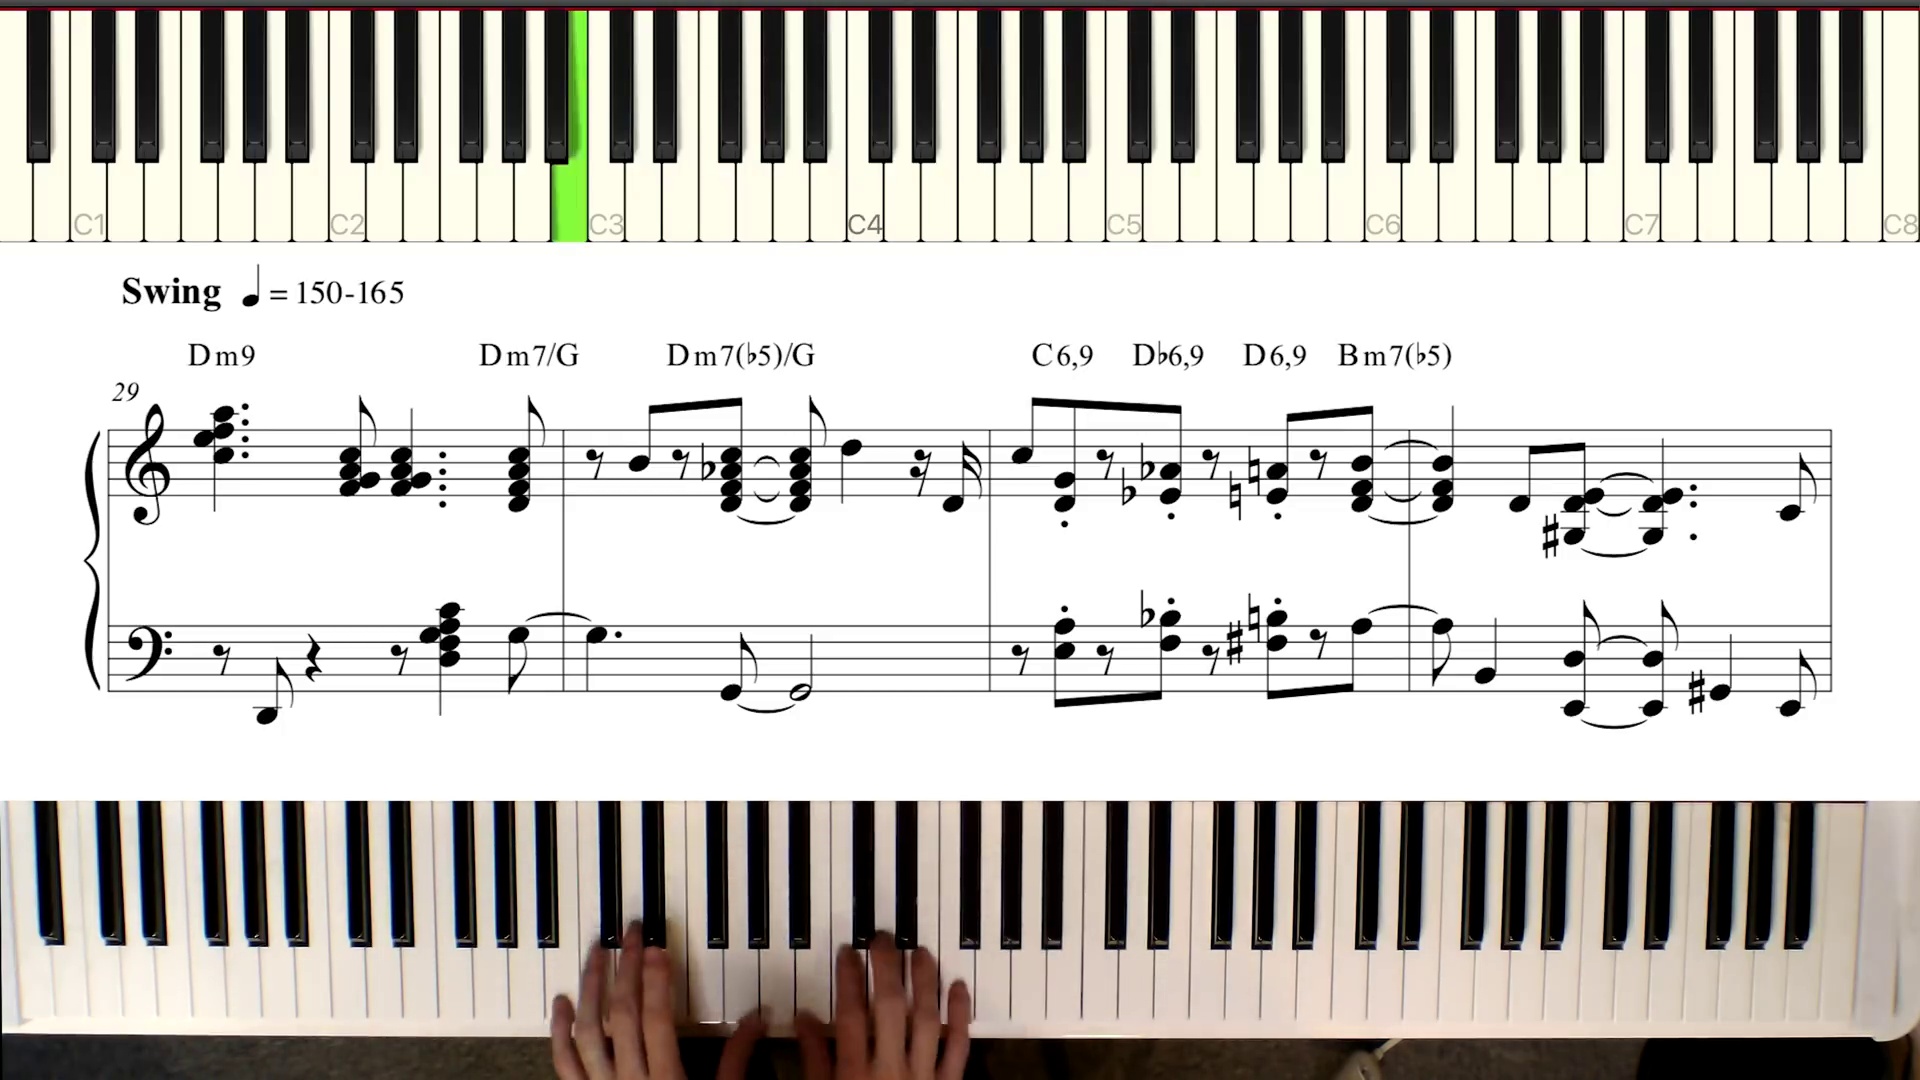 C1 C2 C3 C4 C5 C6 C7 C8
Swing ♩ = 150-165
Dm9 Dm7/G Dm7(♭5)/G C6,9 D♭6,9 D6,9 Bm7(♭5)
29